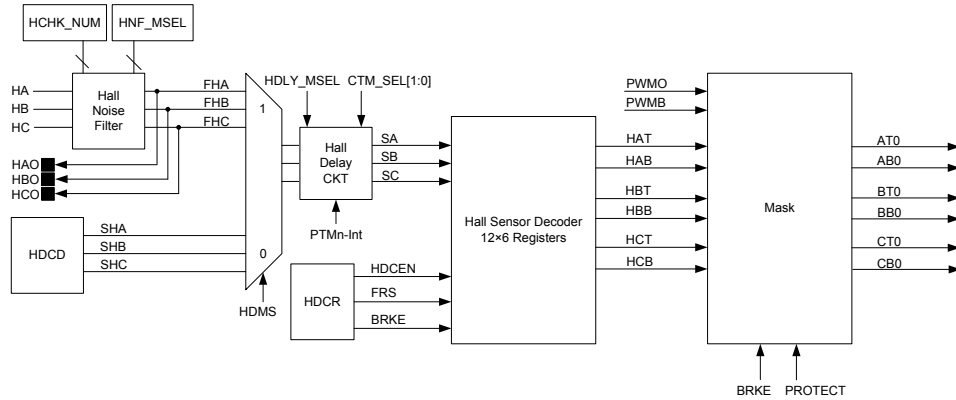 HCHK_NUM
HNF_MSEL
HA
HB
HC
Hall
Noise
Filter
FHA
FHB
FHC
HAO
HBO
HCO
HDCD
SHA
SHB
SHC
1
0
HDMS
HDLY_MSEL
CTM_SEL[1:0]
Hall
Delay
CKT
PTMn-Int
SA
SB
SC
HDCR
HDCEN
FRS
BRKE
Hall Sensor Decoder
12×6 Registers
PWMO
PWMB
HAT
HAB
HBT
HBB
HCT
HCB
Mask
BRKE
PROTECT
AT0
AB0
BT0
BB0
CT0
CB0